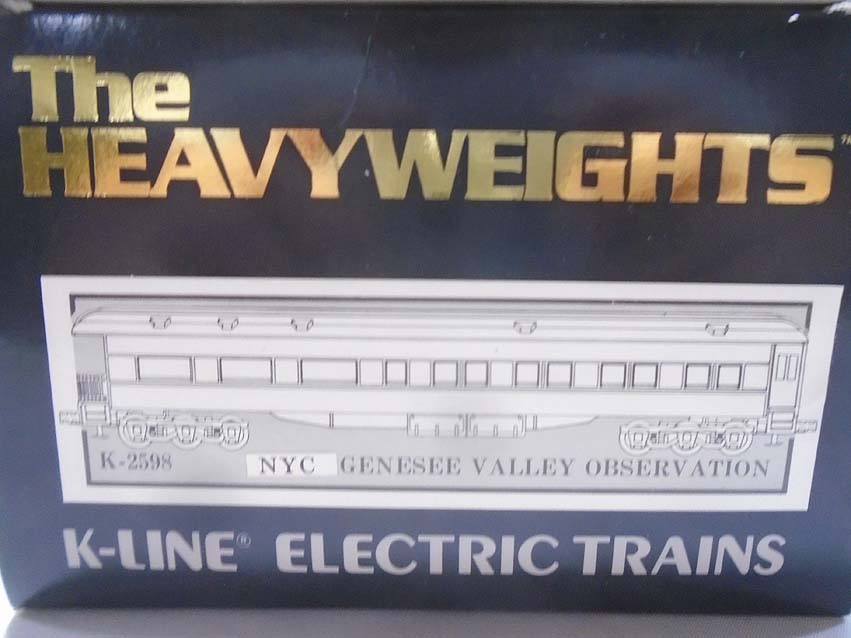 The
HEAVYWEIGHTS™
K-2598 NYC GENESEE VALLEY OBSERVATION
K-LINE® ELECTRIC TRAINS